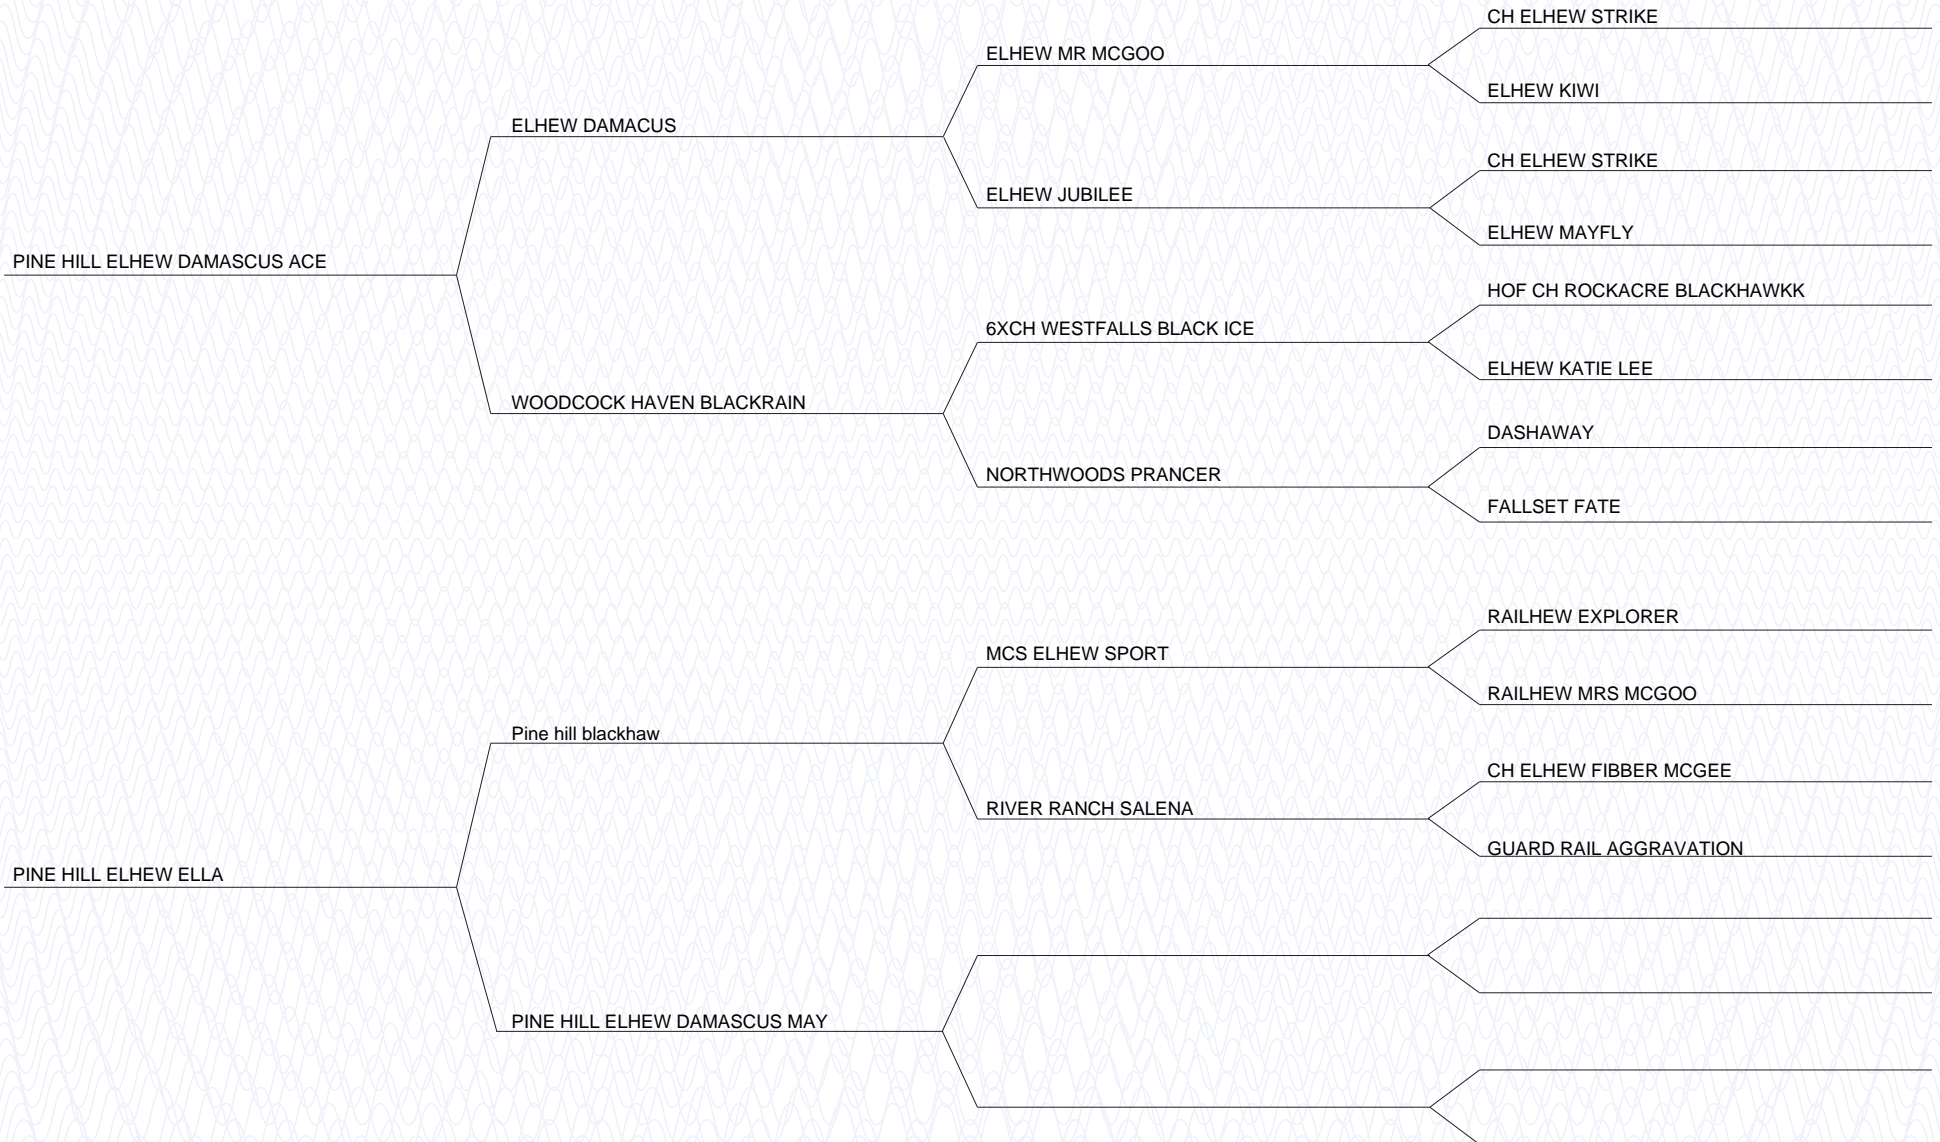 CH ELHEW STRIKE
ELHEW MR MCGOO
ELHEW KIWI
ELHEW DAMACUS
CH ELHEW STRIKE
ELHEW JUBILEE
ELHEW MAYFLY
PINE HILL ELHEW DAMASCUS ACE
HOF CH ROCKACRE BLACKHAWKK
6XCH WESTFALLS BLACK ICE
ELHEW KATIE LEE
WOODCOCK HAVEN BLACKRAIN
DASHAWAY
NORTHWOODS PRANCER
FALLSET FATE
RAILHEW EXPLORER
MCS ELHEW SPORT
RAILHEW MRS MCGOO
Pine hill blackhaw
CH ELHEW FIBBER MCGEE
RIVER RANCH SALENA
GUARD RAIL AGGRAVATION
PINE HILL ELHEW ELLA
PINE HILL ELHEW DAMASCUS MAY